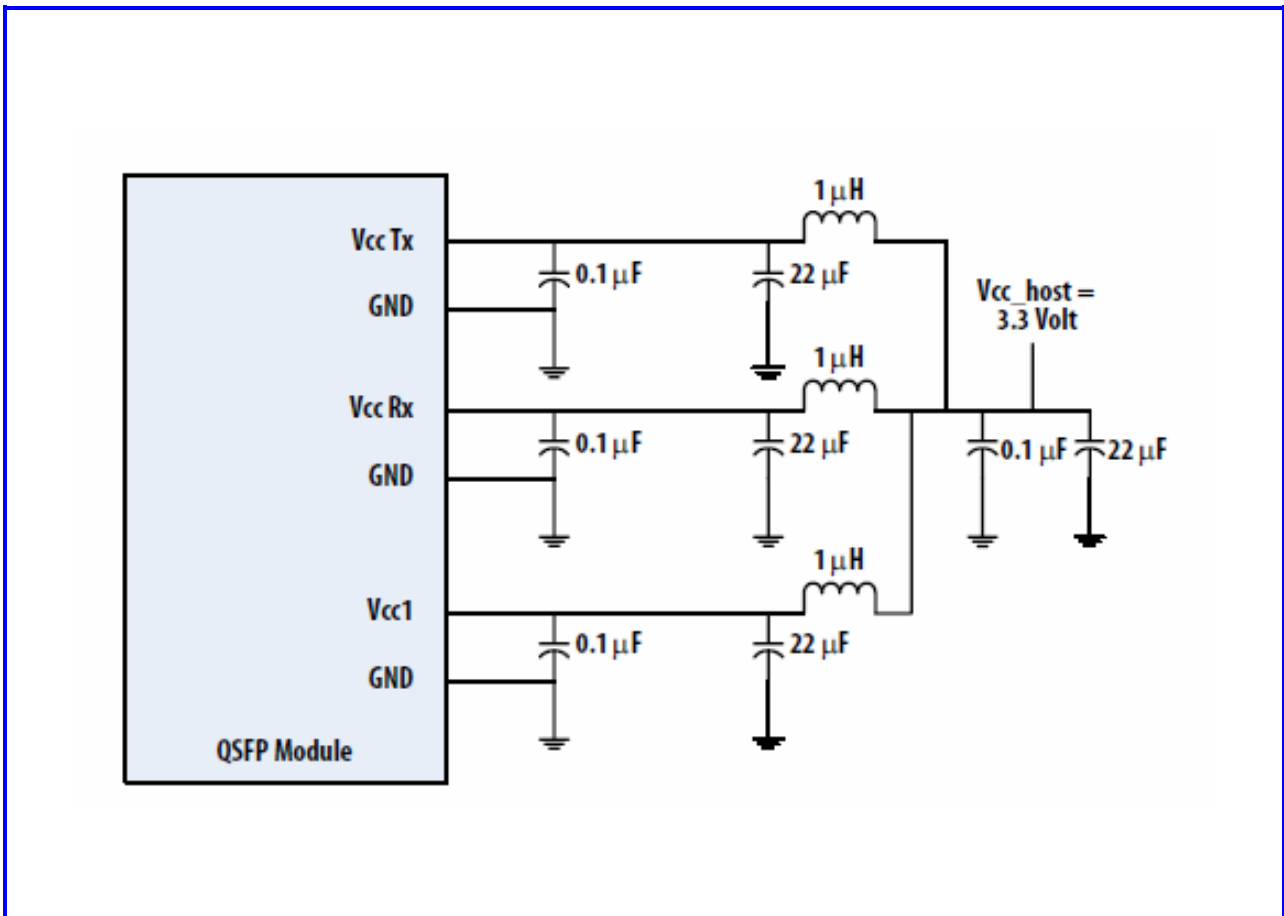 1 μH
Vcc Tx
0.1 μF
22 μF
GND
Vcc_host =
3.3 Volt
1 μH
Vcc Rx
0.1 μF
22 μF
0.1 μF
22 μF
GND
1 μH
Vcc1
0.1 μF
22 μF
GND
QSFP Module